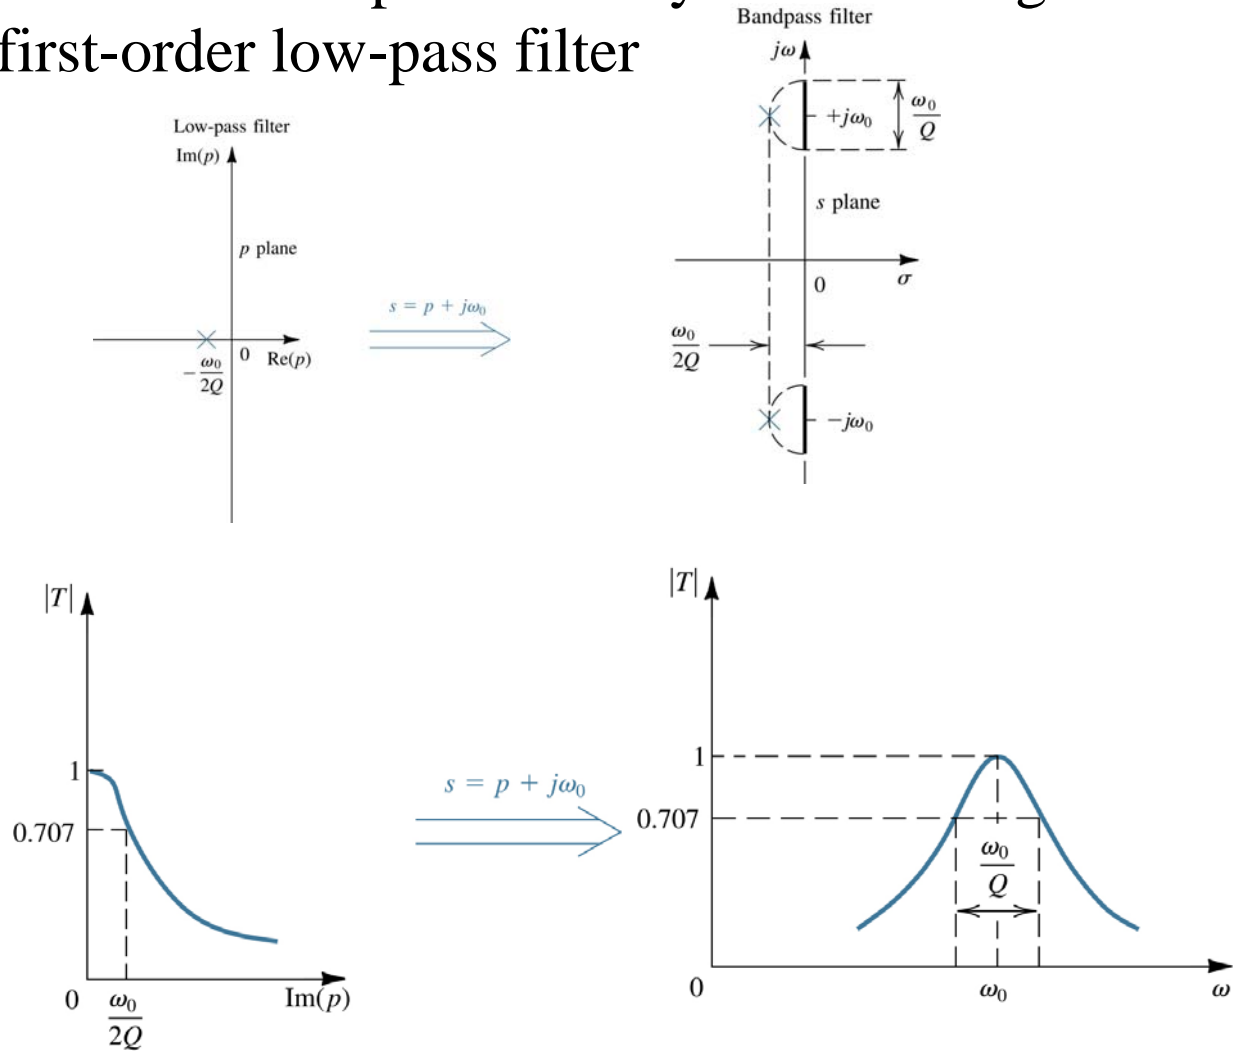 first-order low-pass filter
Bandpass filter
jω
+jω₀
ω₀
Q
s plane
0
σ
ω₀
2Q
−jω₀
Low-pass filter
Im(p)
p plane
0 Re(p)
−ω₀
2Q
s = p + jω₀
|T|
1
0.707
0
ω₀
2Q
Im(p)
s = p + jω₀
|T|
1
0.707
ω₀
Q
0
ω₀
ω